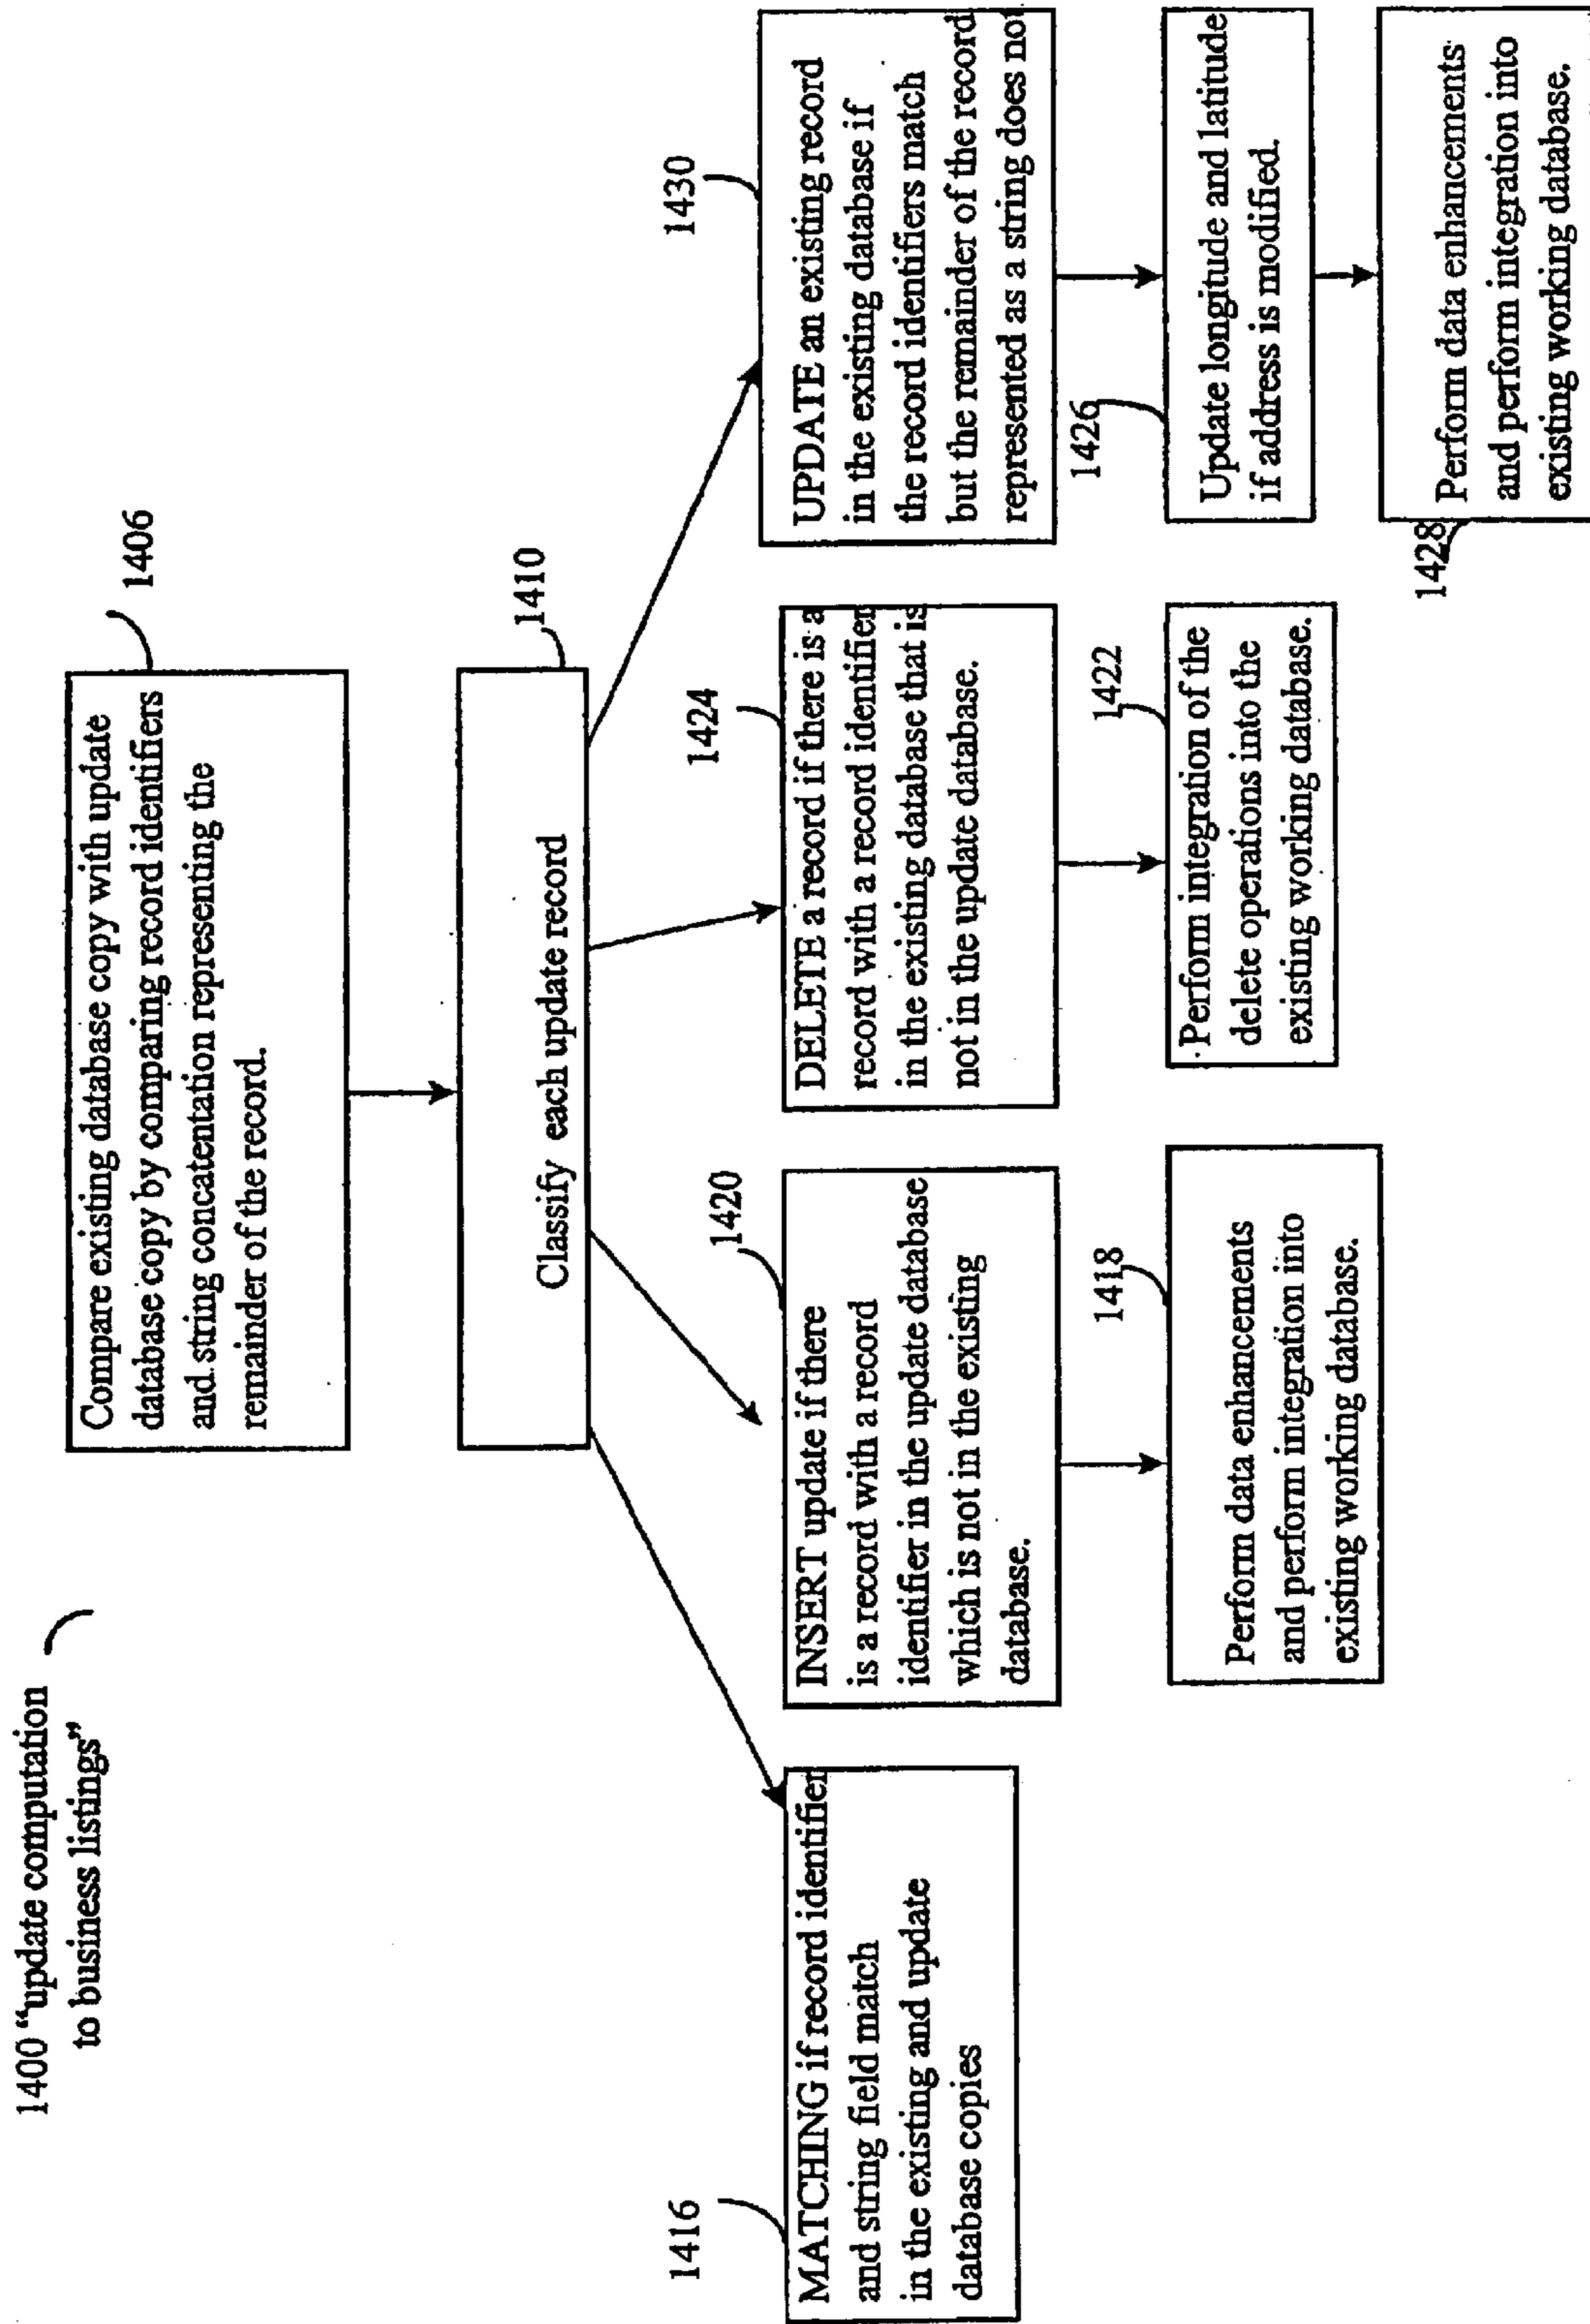 1400 “update computation
to business listings”
1406
Compare existing database copy with update
database copy by comparing record identifiers
and string concatentation representing the
remainder of the record.
1410
Classify each update record
1416
MATCHING if record identifier
and string field match
in the existing and update
database copies
1420
INSERT update if there
is a record with a record
identifier in the update database
which is not in the existing
database.
1418
Perform data enhancements
and perform integration into
existing working database.
1424
DELETE a record if there is a
record with a record identifier
in the existing database that is
not in the update database.
1422
Perform integration of the
delete operations into the
existing working database.
1430
UPDATE an existing record
in the existing database if
the record identifiers match
but the remainder of the record
represented as a string does not
1426
Update longitude and latitude
if address is modified.
1428
Perform data enhancements
and perform integration into
existing working database.